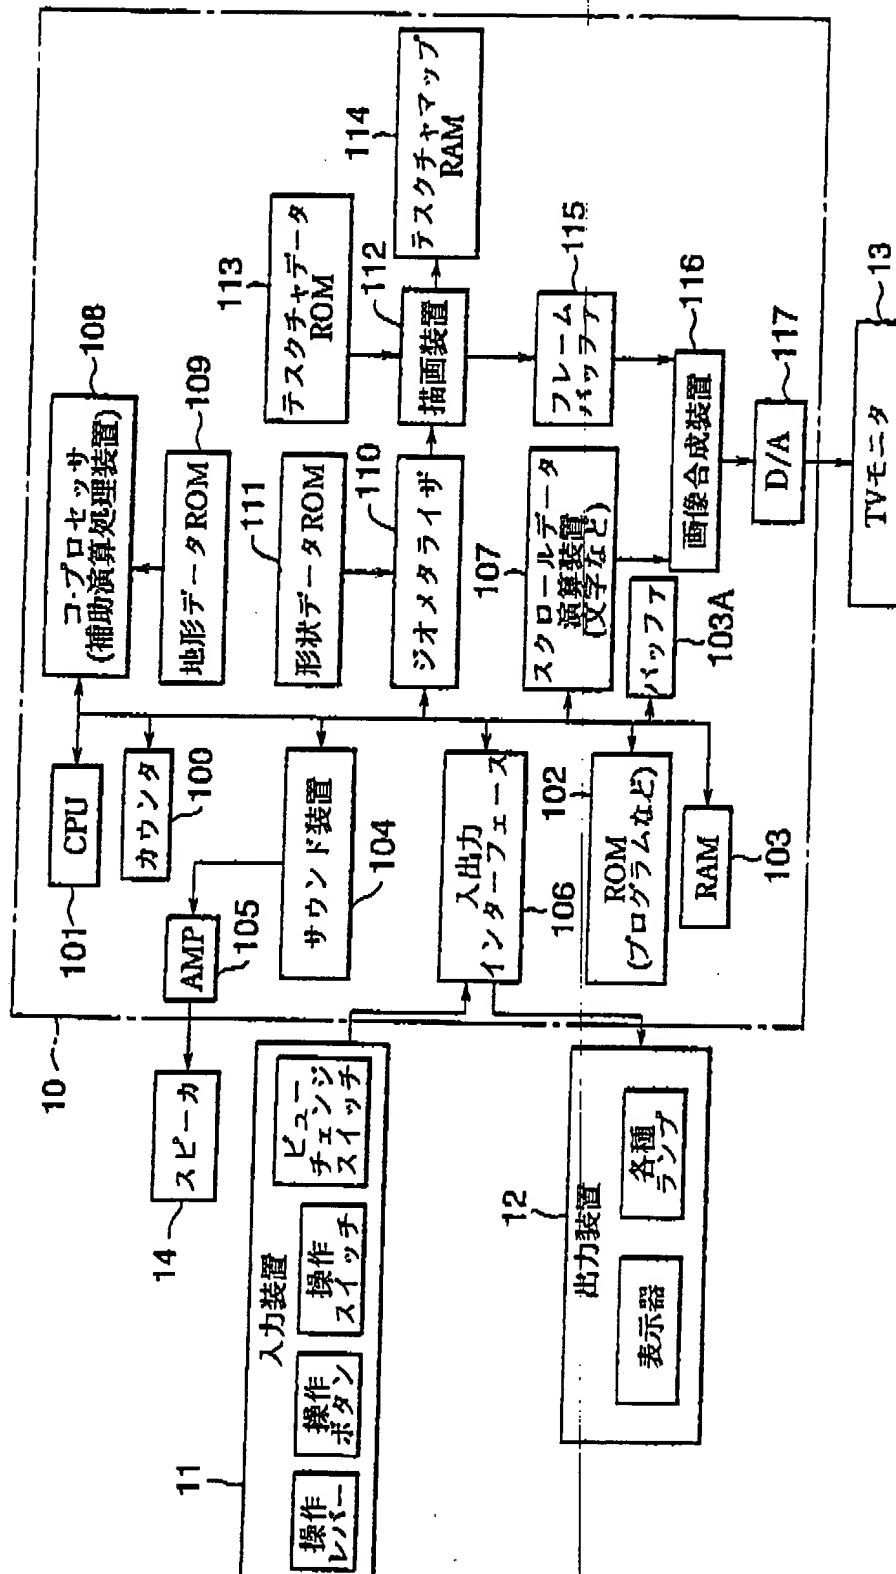 10
101
CPU
コ·プロセッサ
(補助演算処理装置)
108
カウンタ
100
地形データROM
109
14
スピーカ
AMP
105
サウンド装置
104
111
形状データROM
113
テスクチャデータ
ROM
11
入力装置
操作
レバー
操作
ボタン
操作
スイッチ
ビュー
チェンジ
スイッチ
ジオメタライザ
110
描画装置
112
114
テスクチャマップ
RAM
入出力
インターフェース
106
107
スクロールデータ
演算装置
(文字など)
フレーム
バッファ
115
12
出力装置
表示器
各種
ランプ
102
ROM
(プログラムなど)
バッファ
103A
画像合成装置
116
RAM
103
D/A
117
TVモニタ
13